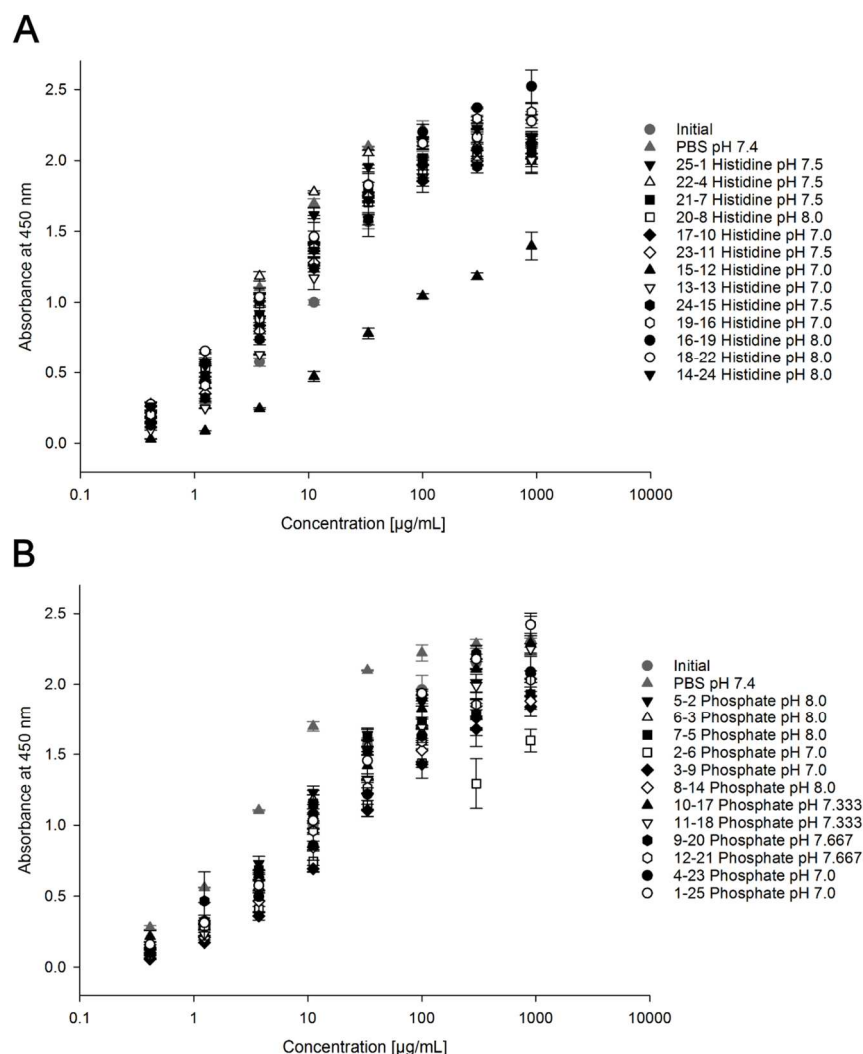 A
Absorbance at 450 nm
2.5
2.0
1.5
1.0
0.5
0.0
0.1
1
10
100
1000
10000
Concentration [µg/mL]
Initial
PBS pH 7.4
25-1 Histidine pH 7.5
22-4 Histidine pH 7.5
21-7 Histidine pH 7.5
20-8 Histidine pH 8.0
17-10 Histidine pH 7.0
23-11 Histidine pH 7.5
15-12 Histidine pH 7.0
13-13 Histidine pH 7.0
24-15 Histidine pH 7.5
19-16 Histidine pH 7.0
16-19 Histidine pH 8.0
18-22 Histidine pH 8.0
14-24 Histidine pH 8.0
B
Absorbance at 450 nm
2.5
2.0
1.5
1.0
0.5
0.0
0.1
1
10
100
1000
10000
Concentration [µg/mL]
Initial
PBS pH 7.4
5-2 Phosphate pH 8.0
6-3 Phosphate pH 8.0
7-5 Phosphate pH 8.0
2-6 Phosphate pH 7.0
3-9 Phosphate pH 7.0
8-14 Phosphate pH 8.0
10-17 Phosphate pH 7.333
11-18 Phosphate pH 7.333
9-20 Phosphate pH 7.667
12-21 Phosphate pH 7.667
4-23 Phosphate pH 7.0
1-25 Phosphate pH 7.0